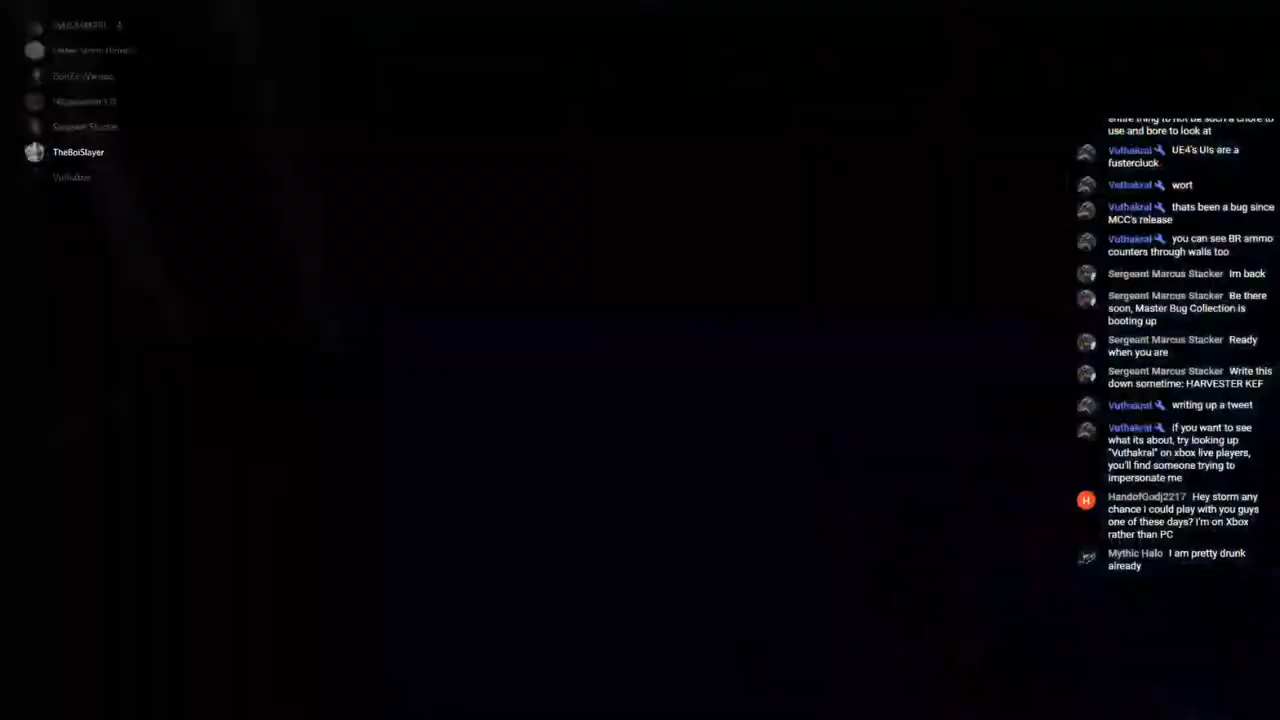 TheBoiSlayer
entire thing to not be such a chore to
use and bore to look at
Vuthakral UE4's UIs are a
fustercluck
Vuthakral wort
Vuthakral thats been a bug since
MCC's release
Vuthakral you can see BR ammo
counters through walls too
Sergeant Marcus Stacker Im back
Sergeant Marcus Stacker Be there
soon, Master Bug Collection is
booting up
Sergeant Marcus Stacker Ready
when you are
Sergeant Marcus Stacker Write this
down sometime: HARVESTER KEF
Vuthakral writing up a tweet
Vuthakral if you want to see
what its about, try looking up
"Vuthakral" on xbox live players,
you'll find someone trying to
impersonate me
H
HandofGodj2217 Hey storm any
chance I could play with you guys
one of these days? I'm on Xbox
rather than PC
Mythic Halo I am pretty drunk
already